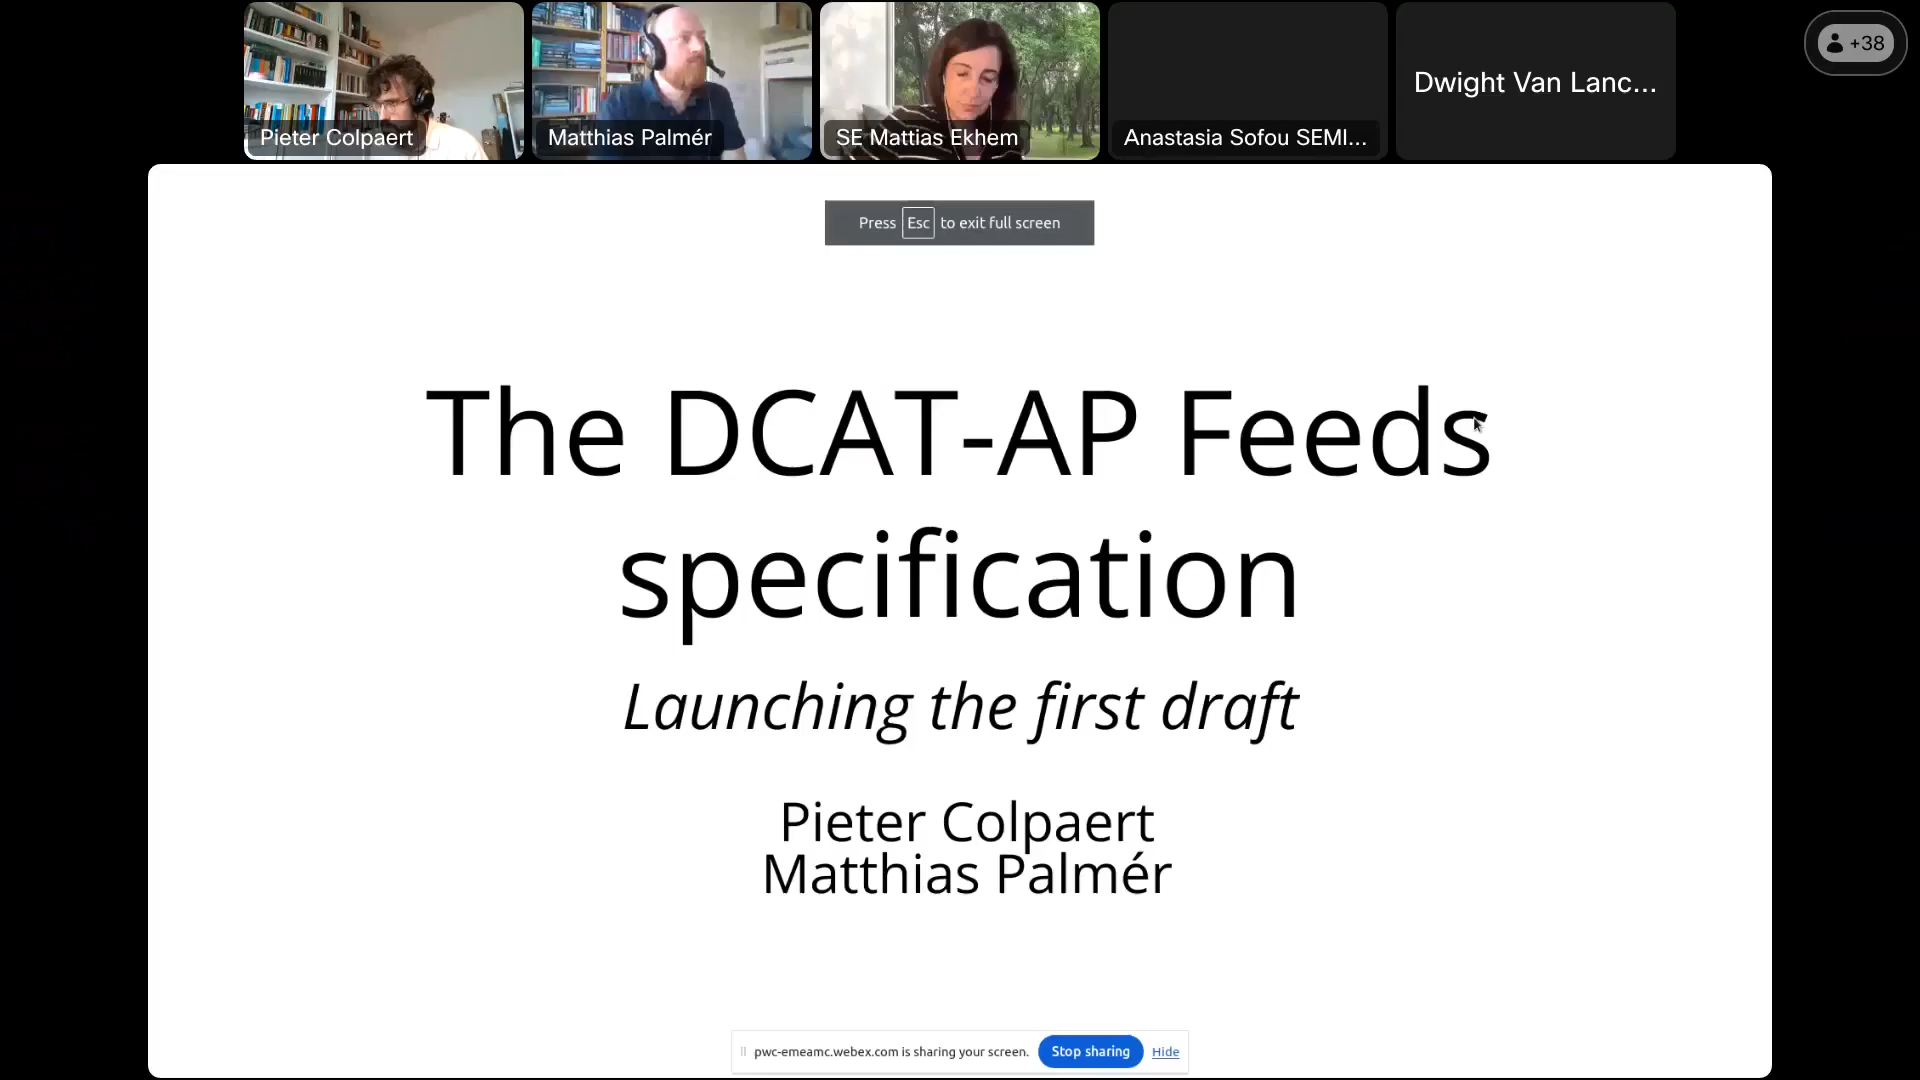 Pieter Colpaert
Matthias Palmér
SE Mattias Ekhem
Anastasia Sofou SEMI...
Dwight Van Lanc...
+38
Press Esc to exit full screen
The DCAT-AP Feeds
specification
Launching the first draft
Pieter Colpaert
Matthias Palmér
pwc-emeamc.webex.com is sharing your screen. Stop sharing Hide